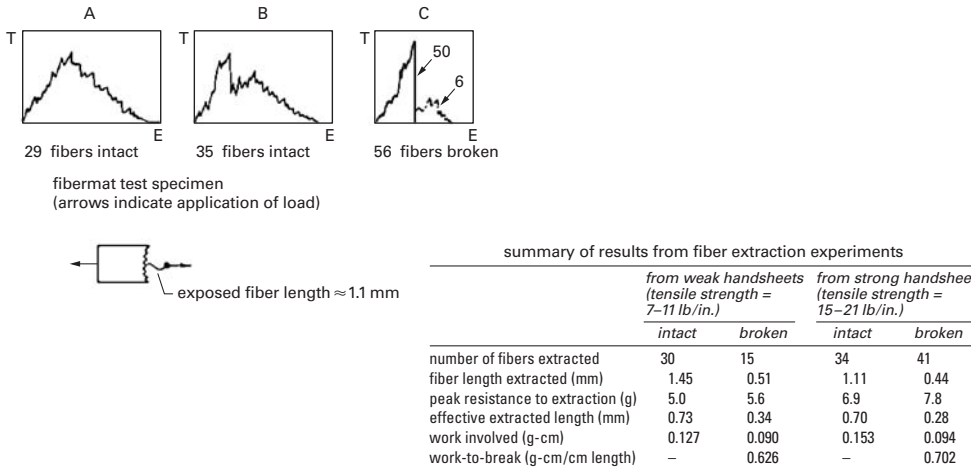 A B C
T T T
50
6
E E E
29 fibers intact 35 fibers intact 56 fibers broken
fibermat test specimen
(arrows indicate application of load)
exposed fiber length ≈ 1.1 mm
summary of results from fiber extraction experiments
from weak handsheets from strong handshee
(tensile strength = (tensile strength =
7–11 lb/in.) 15–21 lb/in.)
intact broken intact broken
number of fibers extracted 30 15 34 41
fiber length extracted (mm) 1.45 0.51 1.11 0.44
peak resistance to extraction (g) 5.0 5.6 6.9 7.8
effective extracted length (mm) 0.73 0.34 0.70 0.28
work involved (g-cm) 0.127 0.090 0.153 0.094
work-to-break (g-cm/cm length) – 0.626 – 0.702